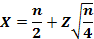 X = n/2 + Z√(n/4)